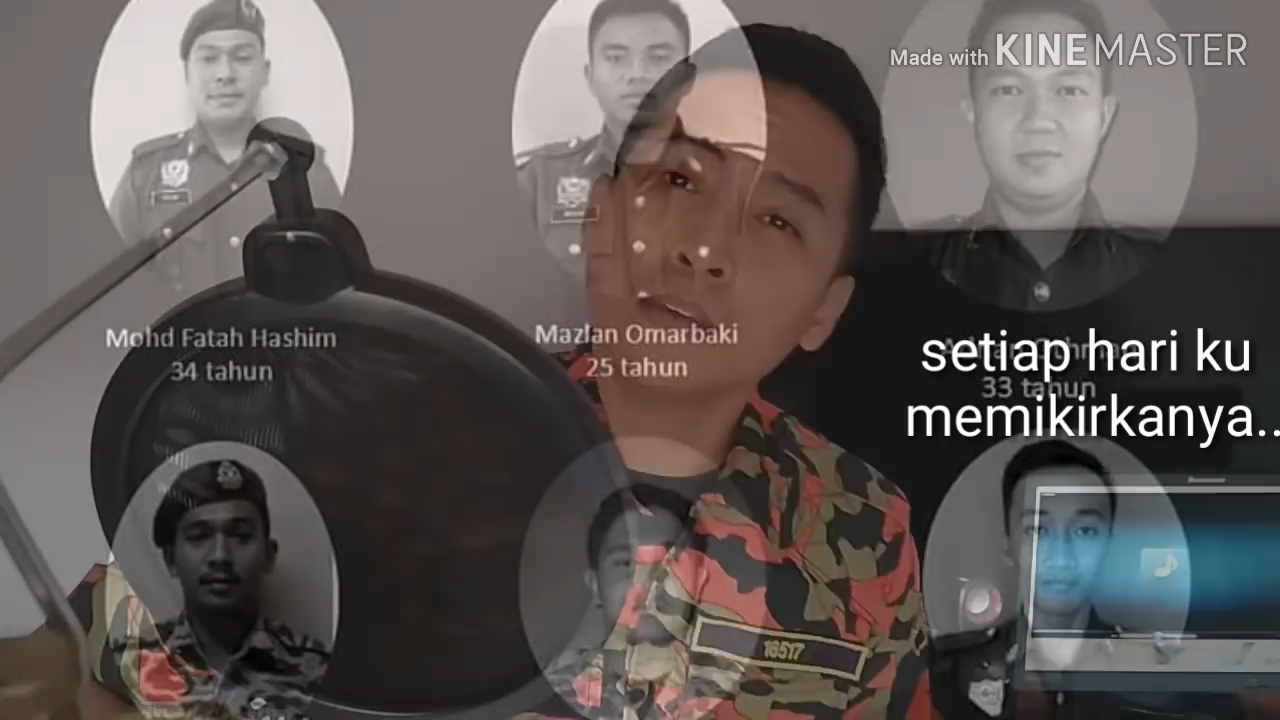 Made with KINEMASTER
Mohd Fatah Hashim
34 tahun
Mazlan Omarbaki
25 tahun
33 tahun
setiap hari ku
memikirkanya..
16517